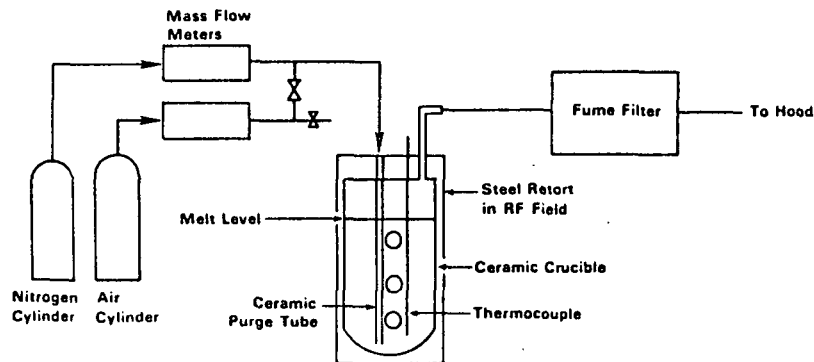 Mass Flow
Meters
Fume Filter
To Hood
Steel Retort
in RF Field
Melt Level
Ceramic Crucible
Nitrogen
Cylinder
Air
Cylinder
Ceramic
Purge Tube
Thermocouple